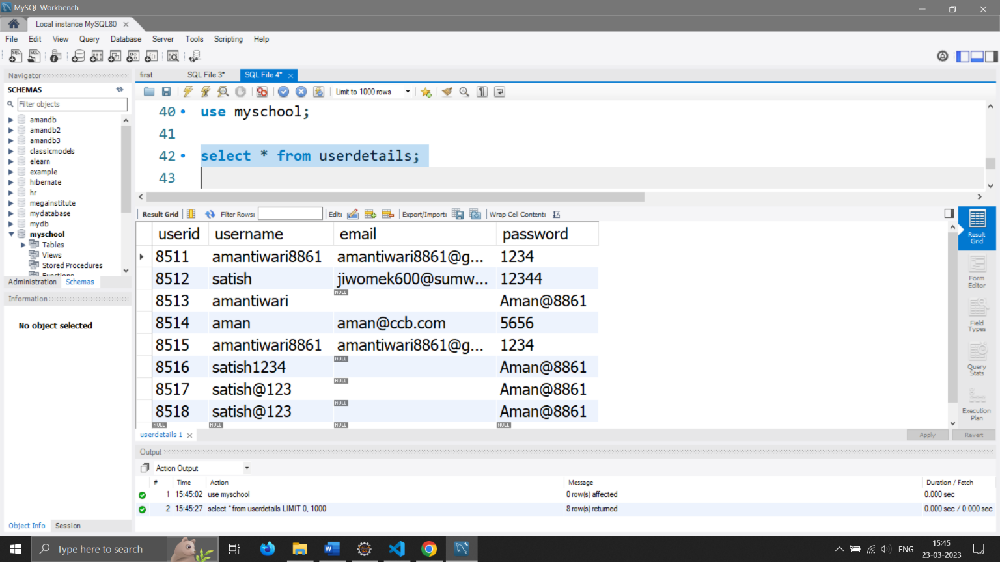 MySQL Workbench
Local instance MySQL80
File Edit View Query Database Server Tools Scripting Help
Navigator
SCHEMAS
Filter objects
amandb
amandb2
amandb3
classicmodels
elearn
example
hibernate
hr
megainstitute
mydatabase
mydb
myschool
Tables
Views
Stored Procedures
Functions
Administration Schemas
Information
No object selected
Object Info Session
first SQL File 3* SQL File 4*
Limit to 1000 rows
40 use myschool;
41
42 select * from userdetails;
43
Result Grid Filter Rows: Edit: Export/Import: Wrap Cell Content:
userid username email password
8511 amantiwari8861 amantiwari8861@g... 1234
8512 satish jiwomek600@sumw... 12344
8513 amantiwari NULL Aman@8861
8514 aman aman@ccb.com 5656
8515 amantiwari8861 amantiwari8861@g... 1234
8516 satish1234 NULL Aman@8861
8517 satish@123 NULL Aman@8861
8518 satish@123 NULL Aman@8861
NULL NULL NULL NULL
Result Grid
Form Editor
Field Types
Query Stats
Execution Plan
userdetails 1 Apply Revert
Output
Action Output
# Time Action Message Duration / Fetch
1 15:45:02 use myschool 0 row(s) affected 0.000 sec
2 15:45:27 select * from userdetails LIMIT 0, 1000 8 row(s) returned 0.000 sec / 0.000 sec
Type here to search
ENG
15:45
23-03-2023